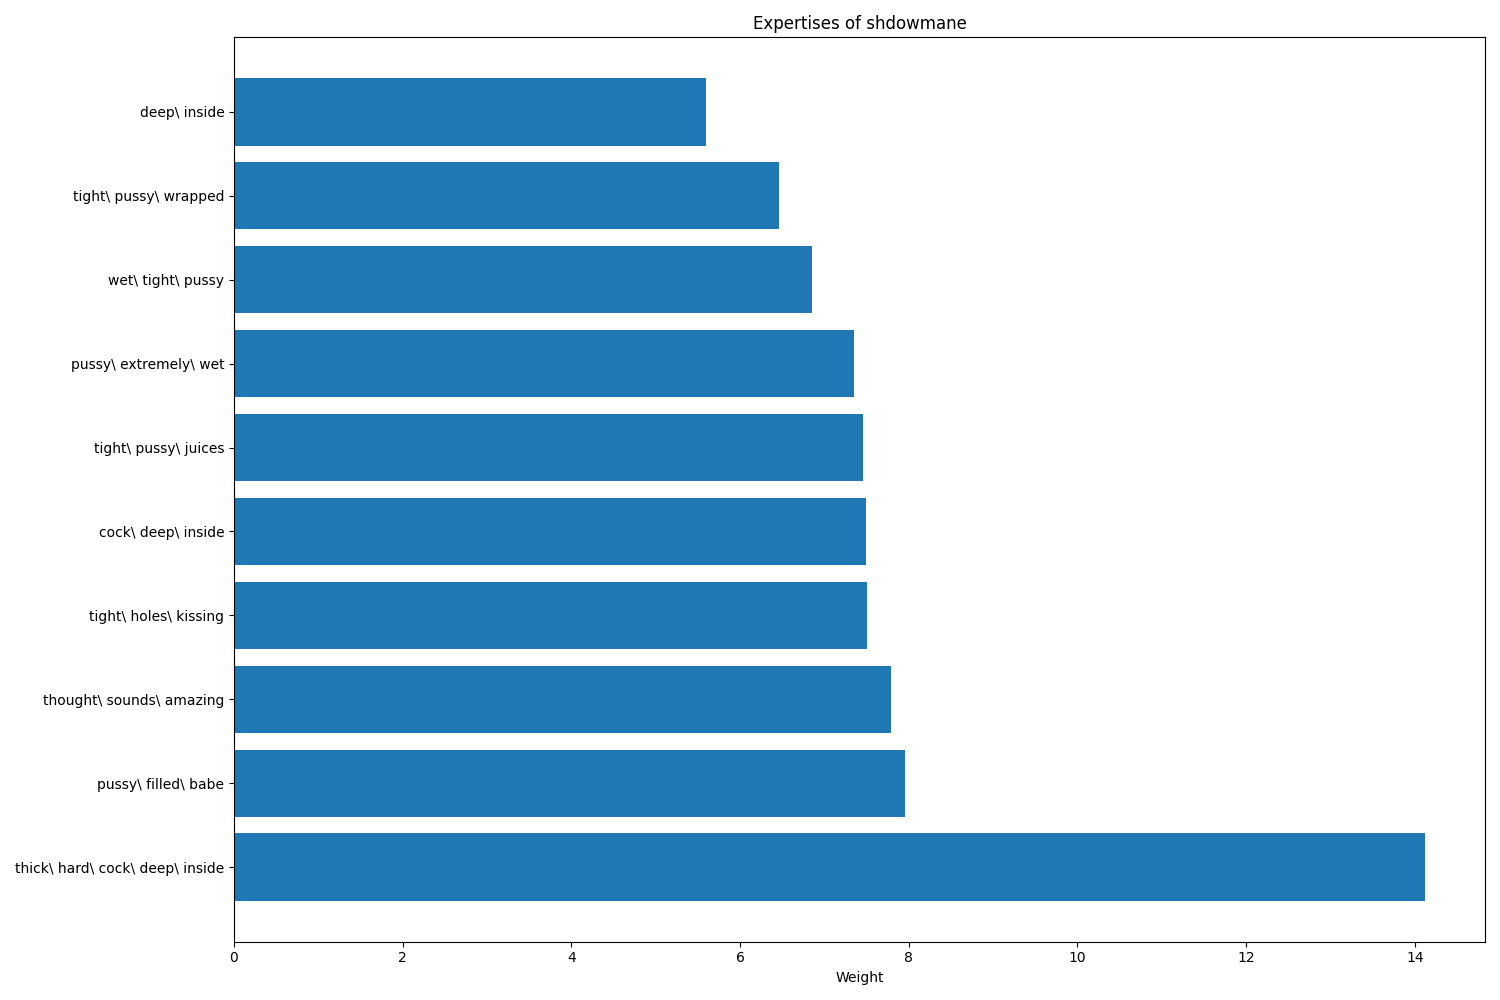 Expertises of shdowmane
deep\ inside
tight\ pussy\ wrapped
wet\ tight\ pussy
pussy\ extremely\ wet
tight\ pussy\ juices
cock\ deep\ inside
tight\ holes\ kissing
thought\ sounds\ amazing
pussy\ filled\ babe
thick\ hard\ cock\ deep\ inside
0 2 4 6 8 10 12 14
Weight